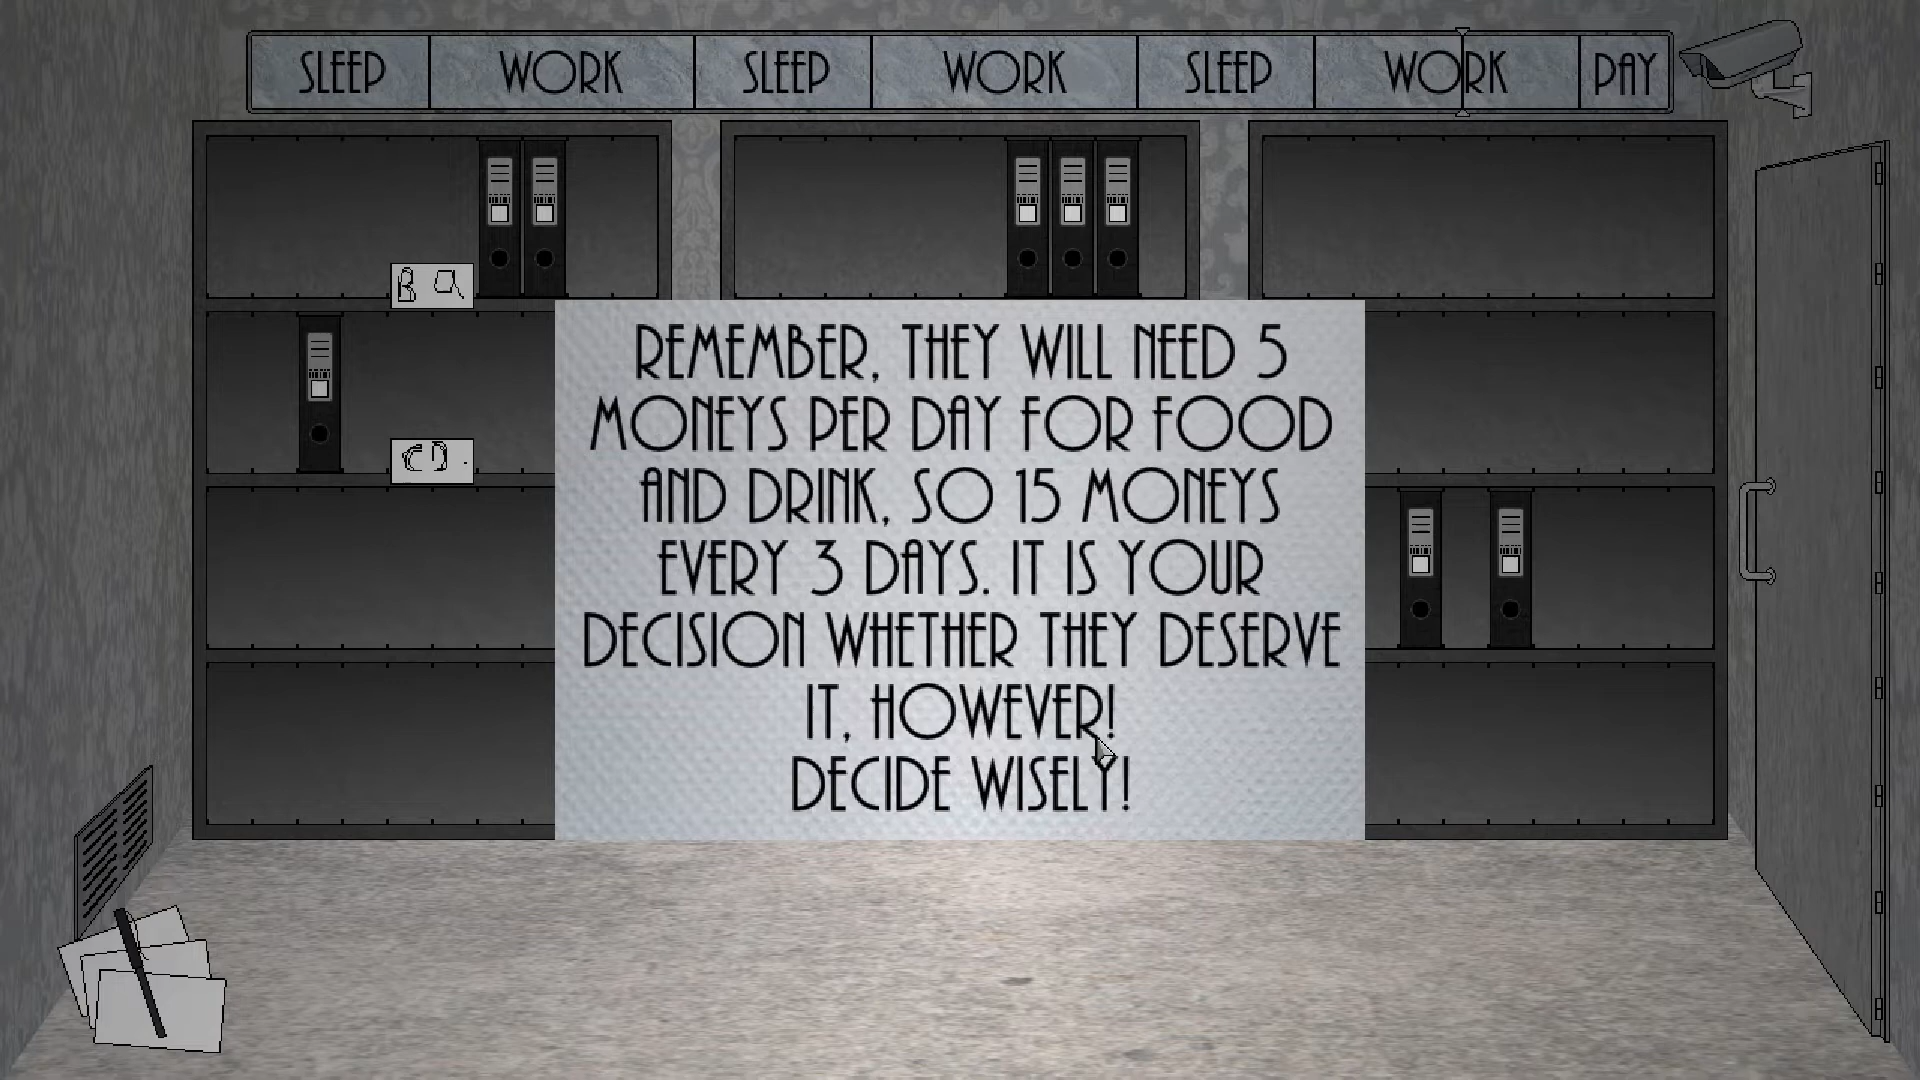 SLEEP WORK SLEEP WORK SLEEP WORK PAY
B a
CD.
REMEMBER, THEY WILL NEED 5
MONEYS PER DAY FOR FOOD
AND DRINK, SO 15 MONEYS
EVERY 3 DAYS. IT IS YOUR
DECISION WHETHER THEY DESERVE
IT, HOWEVER!
DECIDE WISELY!